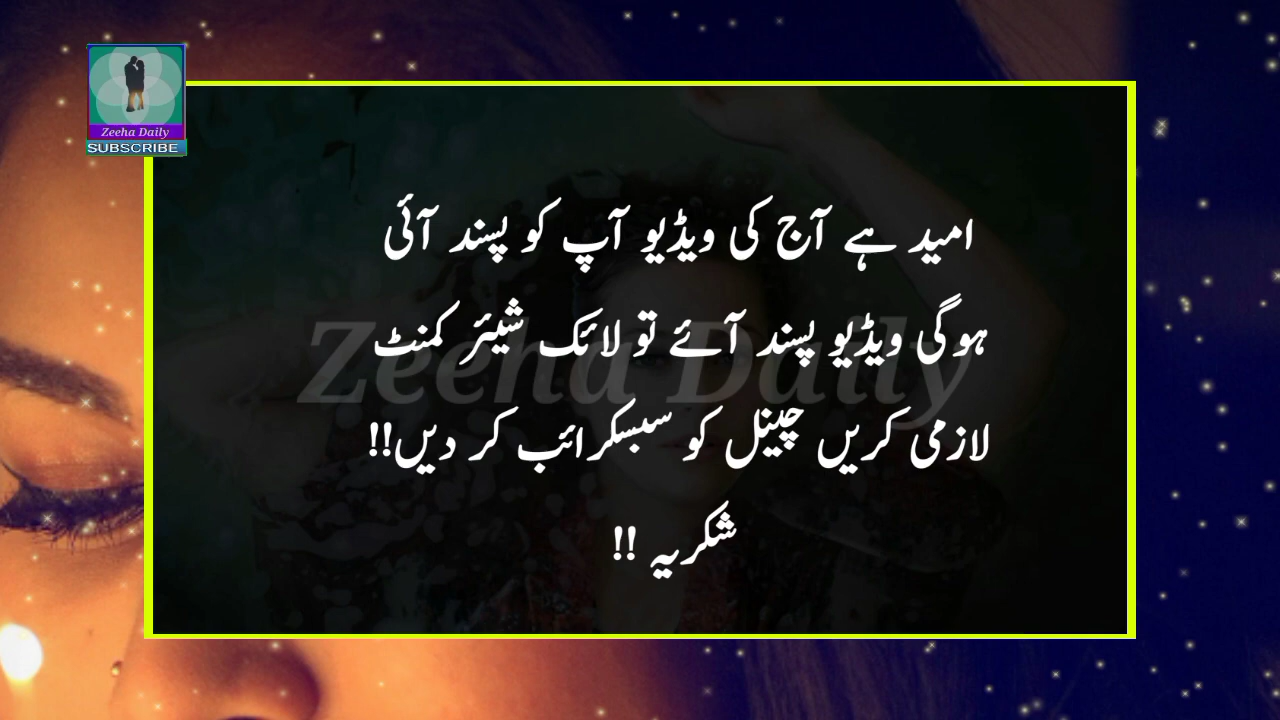 Zeeha Daily
SUBSCRIBE
امید ہے آج کی ویڈیو آپ کو پسند آئی
ہوگی ویڈیو پسند آئے تو لائک شیئر کمنٹ
Zeeha Daily
لازمی کریں چینل کو سبسکرائب کر دیں!!
شکریہ !!